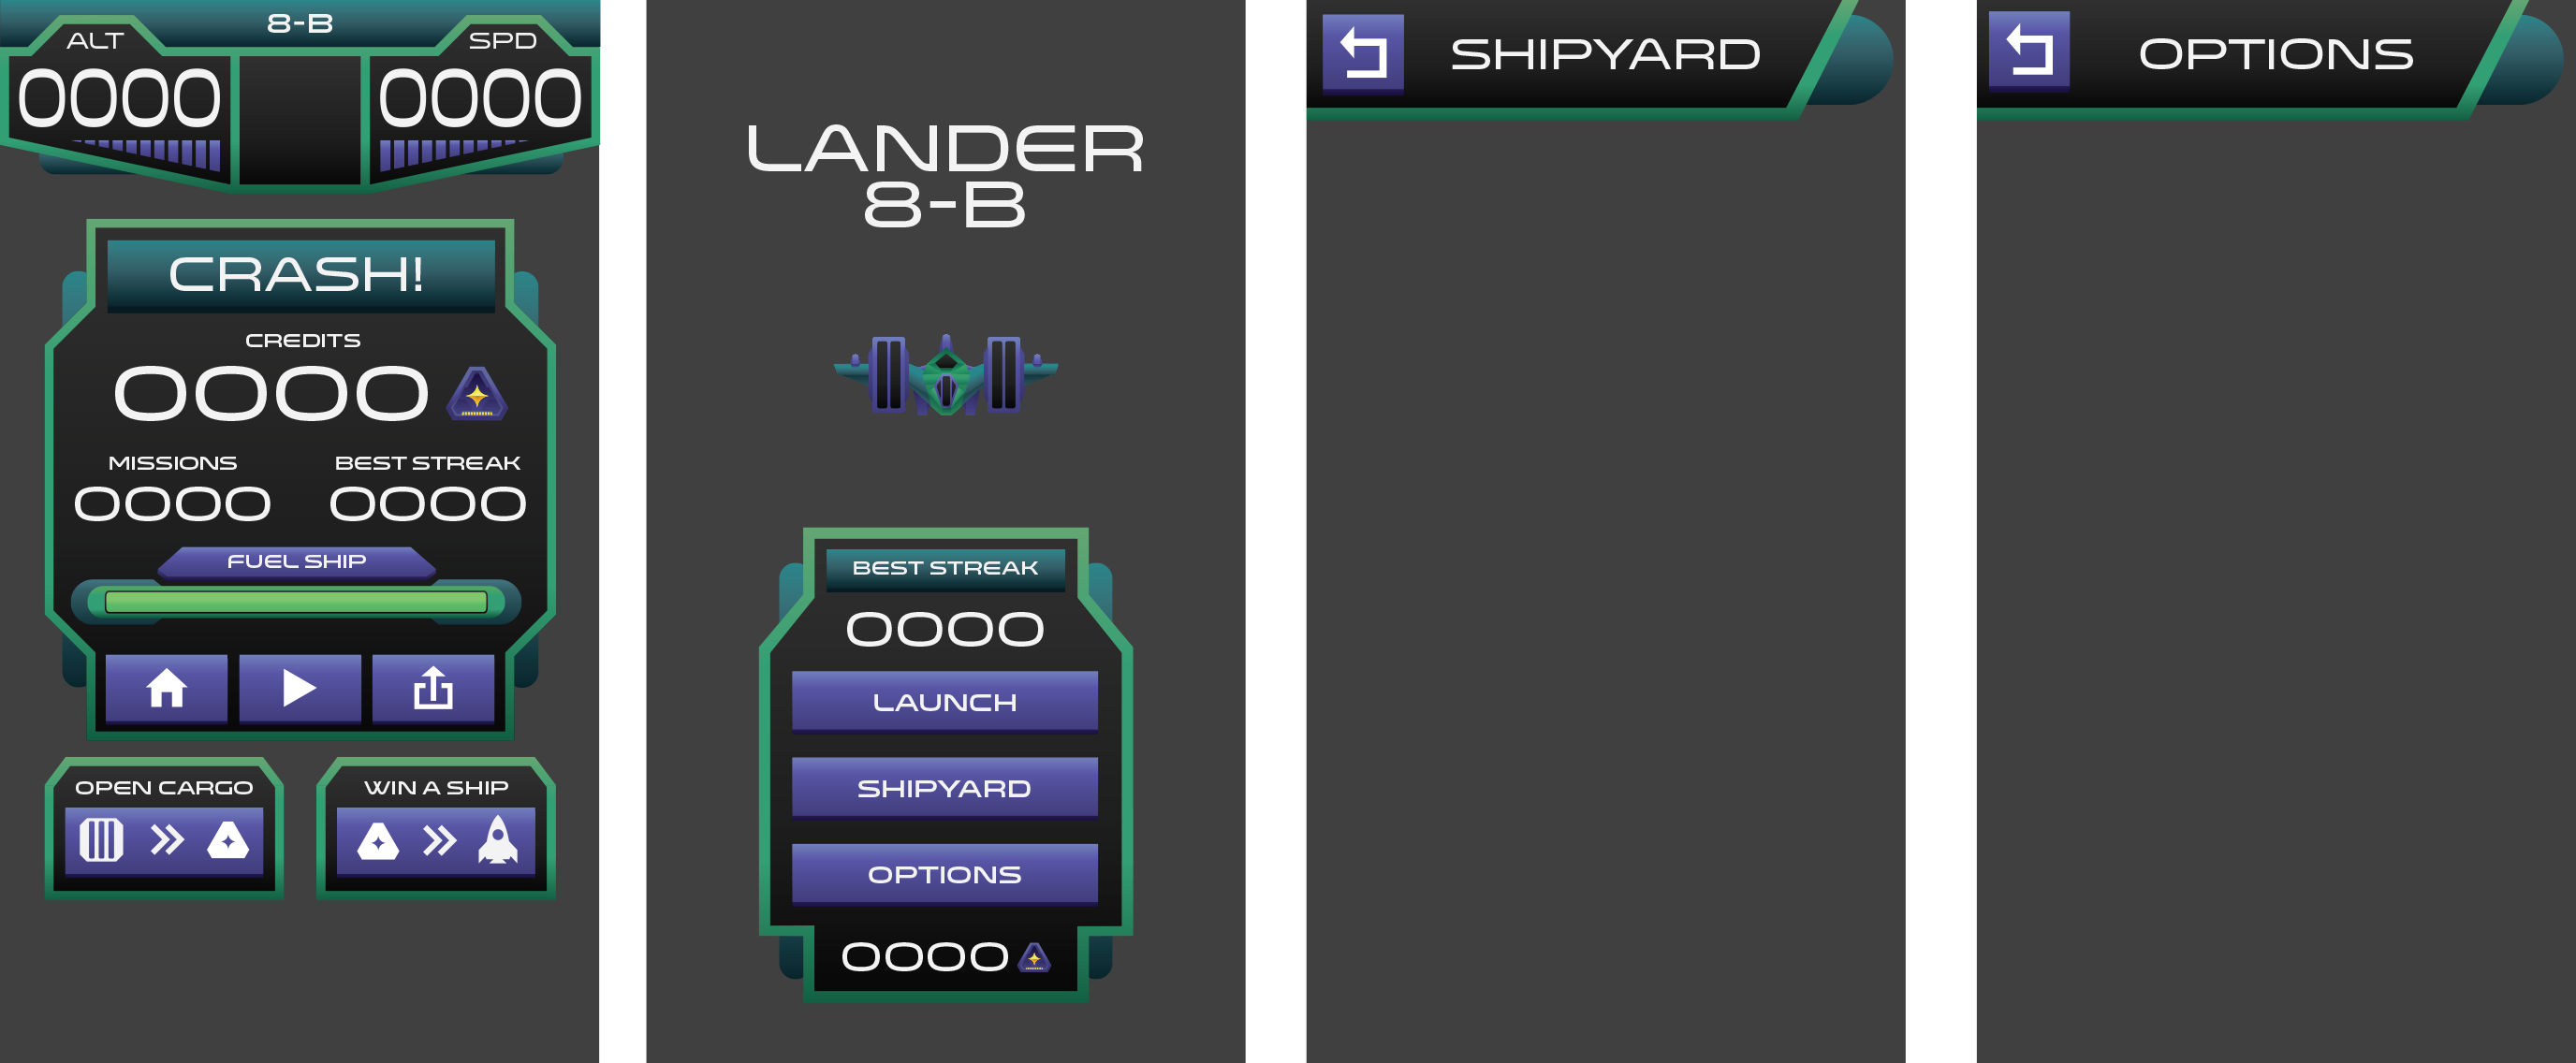 8-B
ALT
SPD
0000
0000
CRASH!
CREDITS
0000
MISSIONS
BEST STREAK
0000
0000
FUEL SHIP
OPEN CARGO
WIN A SHIP
LANDER
8-B
BEST STREAK
0000
LAUNCH
SHIPYARD
OPTIONS
0000
SHIPYARD
OPTIONS